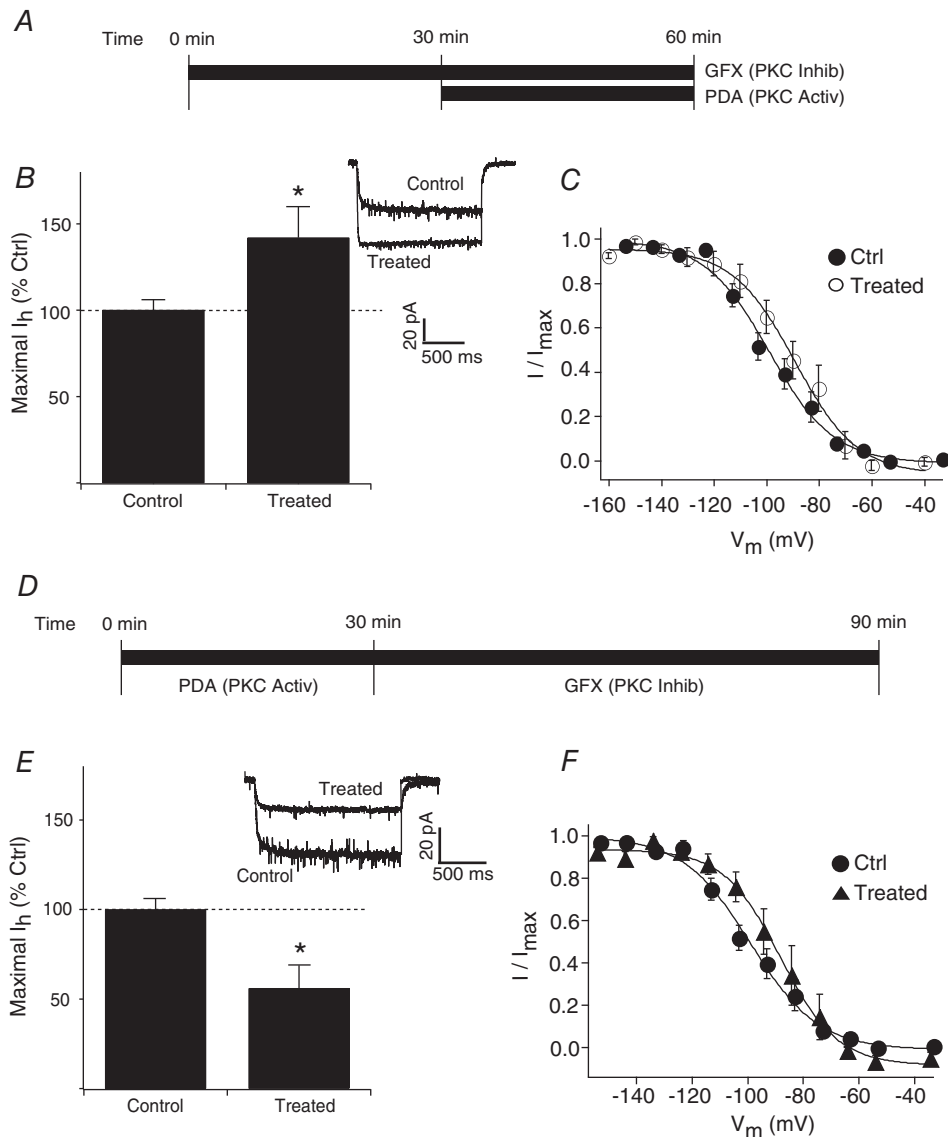 A
Time 0 min 30 min 60 min
GFX (PKC Inhib)
PDA (PKC Activ)
B
Maximal Ih (% Ctrl)
150
100
50
*
Control Treated
Control
Treated
20 pA
500 ms
C
I / Imax
1.0
0.8
0.6
0.4
0.2
0.0
Ctrl
Treated
-160 -140 -120 -100 -80 -60 -40
Vm (mV)
D
Time 0 min 30 min 90 min
PDA (PKC Activ) GFX (PKC Inhib)
E
Maximal Ih (% Ctrl)
150
100
50
*
Control Treated
Treated
Control
20 pA
500 ms
F
I / Imax
1.0
0.8
0.6
0.4
0.2
0.0
Ctrl
Treated
-140 -120 -100 -80 -60 -40
Vm (mV)